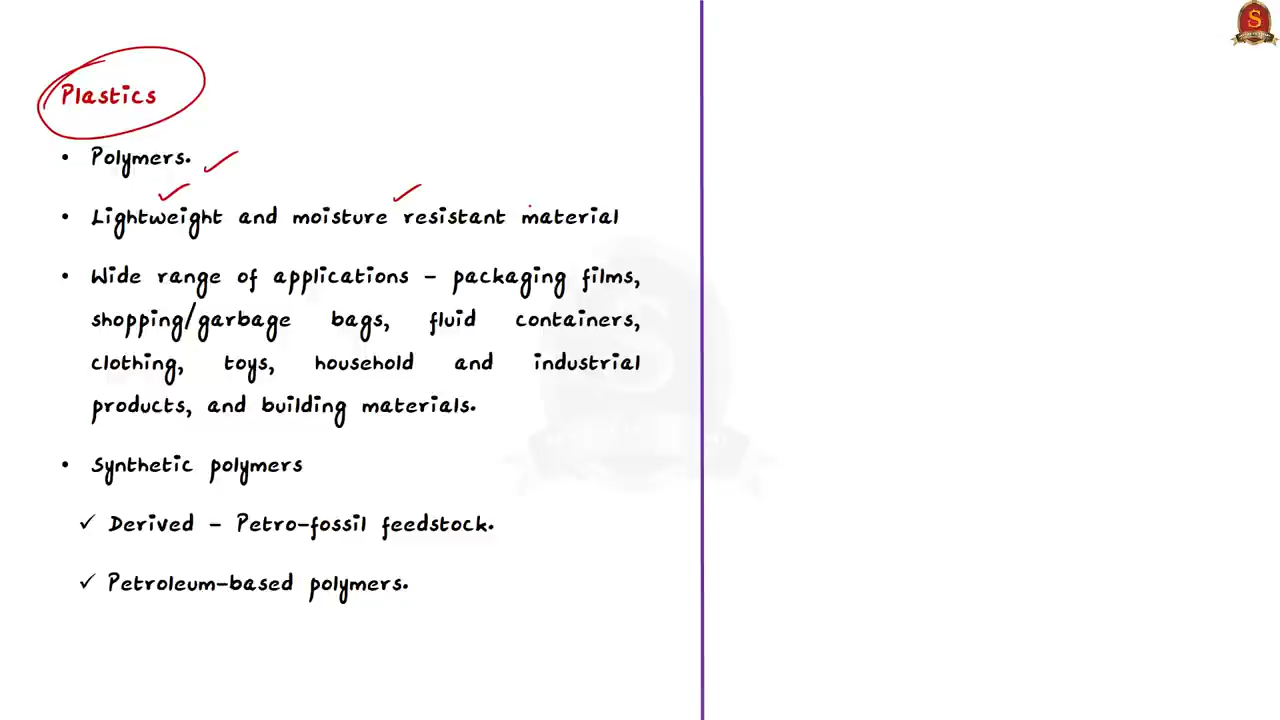 Plastics
• Polymers.
• Lightweight and moisture resistant material
• Wide range of applications – packaging films,
shopping/garbage bags, fluid containers,
clothing, toys, household and industrial
products, and building materials.
• Synthetic polymers
✓ Derived – Petro-fossil feedstock.
✓ Petroleum-based polymers.
S